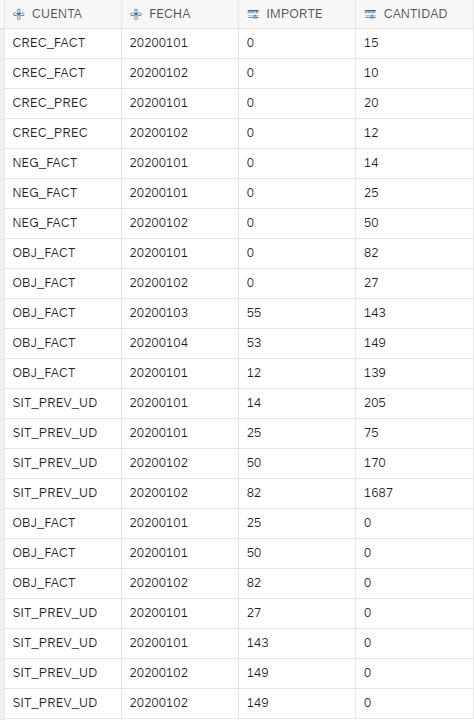 CUENTA FECHA IMPORTE CANTIDAD
CREC_FACT 20200101 0 15
CREC_FACT 20200102 0 10
CREC_PREC 20200101 0 20
CREC_PREC 20200102 0 12
NEG_FACT 20200101 0 14
NEG_FACT 20200101 0 25
NEG_FACT 20200102 0 50
OBJ_FACT 20200101 0 82
OBJ_FACT 20200102 0 27
OBJ_FACT 20200103 55 143
OBJ_FACT 20200104 53 149
OBJ_FACT 20200101 12 139
SIT_PREV_UD 20200101 14 205
SIT_PREV_UD 20200101 25 75
SIT_PREV_UD 20200102 50 170
SIT_PREV_UD 20200102 82 1687
OBJ_FACT 20200101 25 0
OBJ_FACT 20200101 50 0
OBJ_FACT 20200102 82 0
SIT_PREV_UD 20200101 27 0
SIT_PREV_UD 20200101 143 0
SIT_PREV_UD 20200102 149 0
SIT_PREV_UD 20200102 149 0